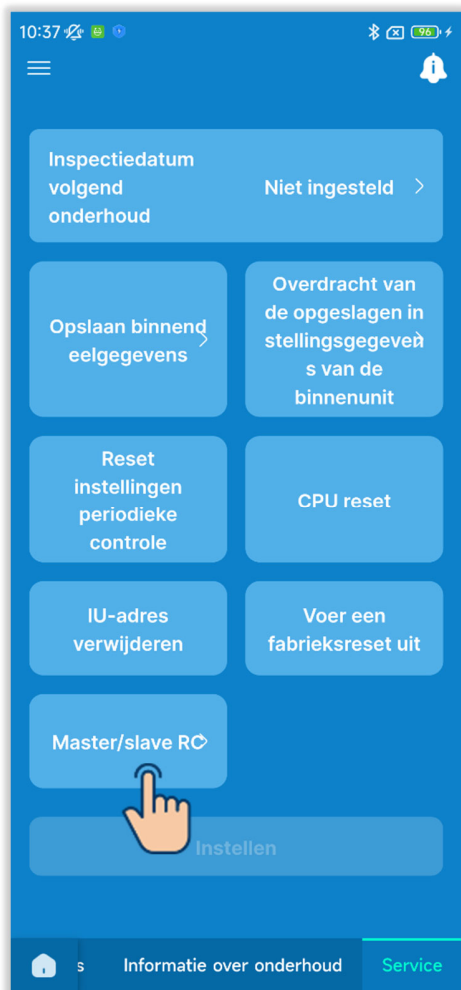 10:37
96
Inspectiedatum
volgend
onderhoud
Niet ingesteld
Opslaan binnend
eelgegevens
Overdracht van
de opgeslagen in
stellingsgegeven
s van de
binnenunit
Reset
instellingen
periodieke
controle
CPU reset
IU-adres
verwijderen
Voer een
fabrieksreset uit
Master/slave RC
Instellen
s
Informatie over onderhoud
Service